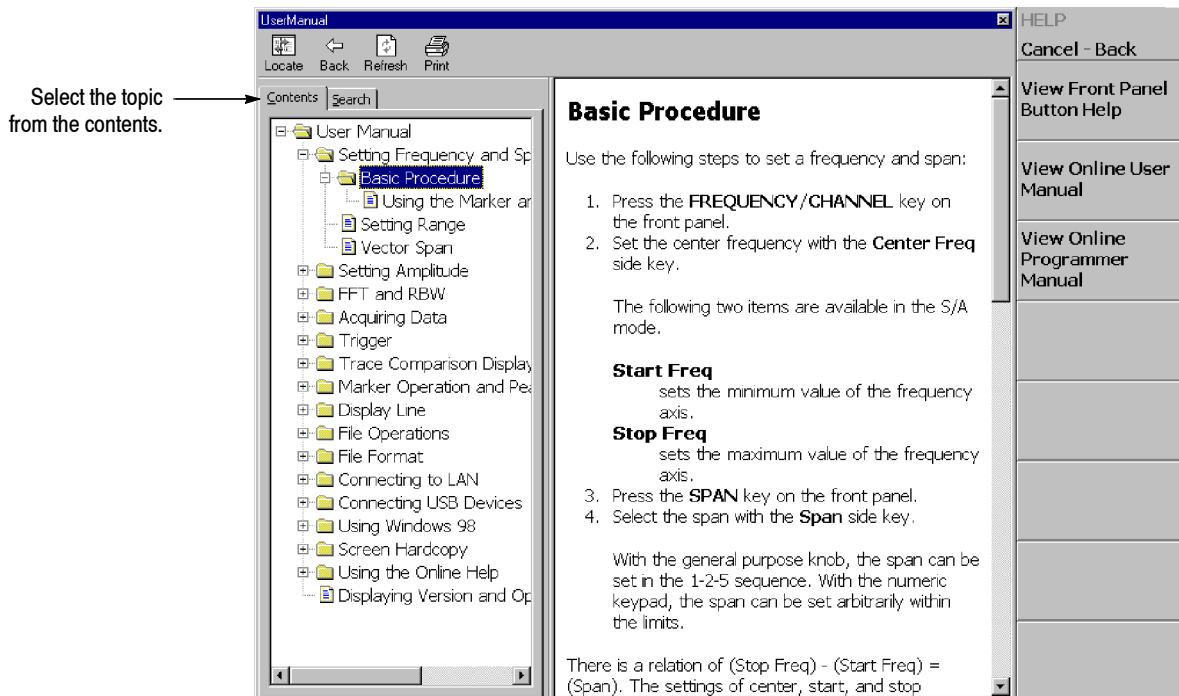 Select the topic
from the contents.
UserManual
Locate Back Refresh Print
Contents Search
User Manual
Setting Frequency and Sp
Basic Procedure
Using the Marker an
Setting Range
Vector Span
Setting Amplitude
FFT and RBW
Acquiring Data
Trigger
Trace Comparison Display
Marker Operation and Pea
Display Line
File Operations
File Format
Connecting to LAN
Connecting USB Devices
Using Windows 98
Screen Hardcopy
Using the Online Help
Displaying Version and Op
Basic Procedure
Use the following steps to set a frequency and span:
1. Press the FREQUENCY/CHANNEL key on
the front panel.
2. Set the center frequency with the Center Freq
side key.
The following two items are available in the S/A
mode.
Start Freq
sets the minimum value of the frequency
axis.
Stop Freq
sets the maximum value of the frequency
axis.
3. Press the SPAN key on the front panel.
4. Select the span with the Span side key.
With the general purpose knob, the span can be
set in the 1-2-5 sequence. With the numeric
keypad, the span can be set arbitrarily within
the limits.
There is a relation of (Stop Freq) - (Start Freq) =
(Span). The settings of center, start, and stop
HELP
Cancel - Back
View Front Panel
Button Help
View Online User
Manual
View Online
Programmer
Manual